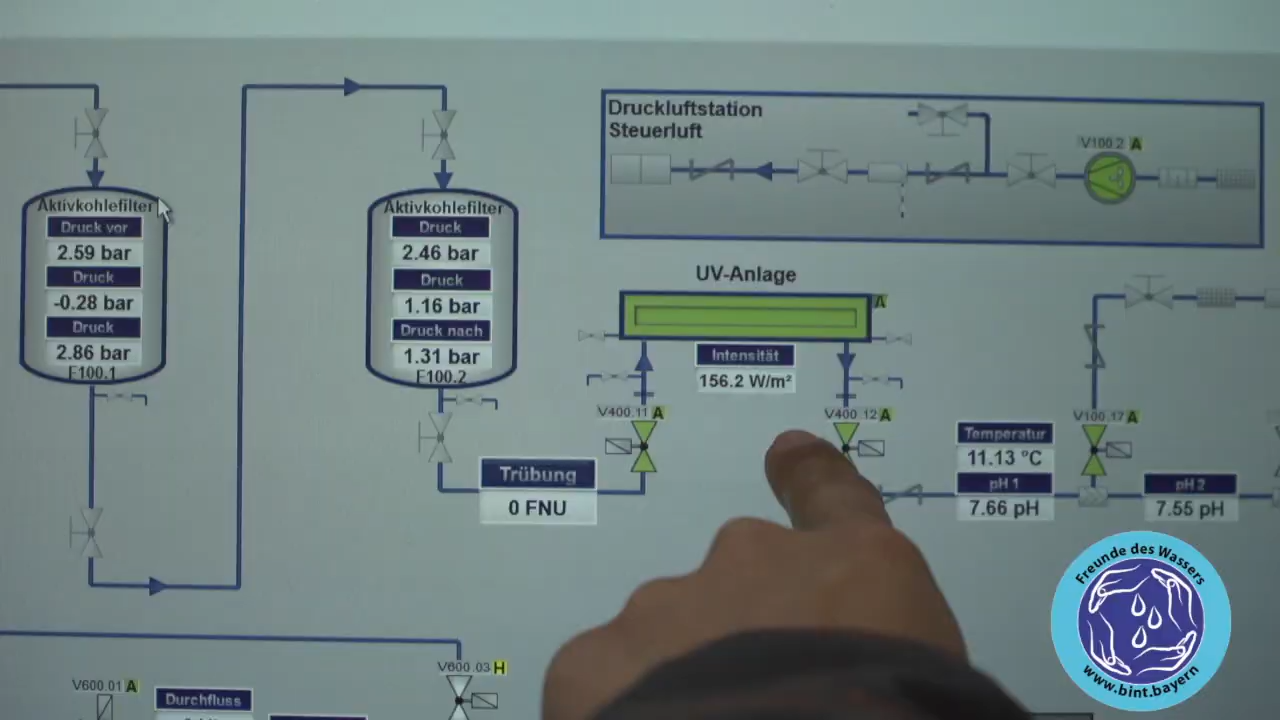 Druckluftstation
Steuerluft
V100.2 A
Aktivkohlefilter
Druck vor
2.59 bar
Druck
-0.28 bar
Druck
2.86 bar
F100.1
Aktivkohlefilter
Druck
2.46 bar
Druck
1.16 bar
Druck nach
1.31 bar
F100.2
UV-Anlage
A
Intensität
156.2 W/m²
V400.11 A
V400.12 A
V100.17 A
Trübung
0 FNU
Temperatur
11.13 °C
pH 1
7.66 pH
pH 2
7.55 pH
V600.03 H
V600.01 A
Durchfluss
Freunde des Wassers
www.bint.bayern